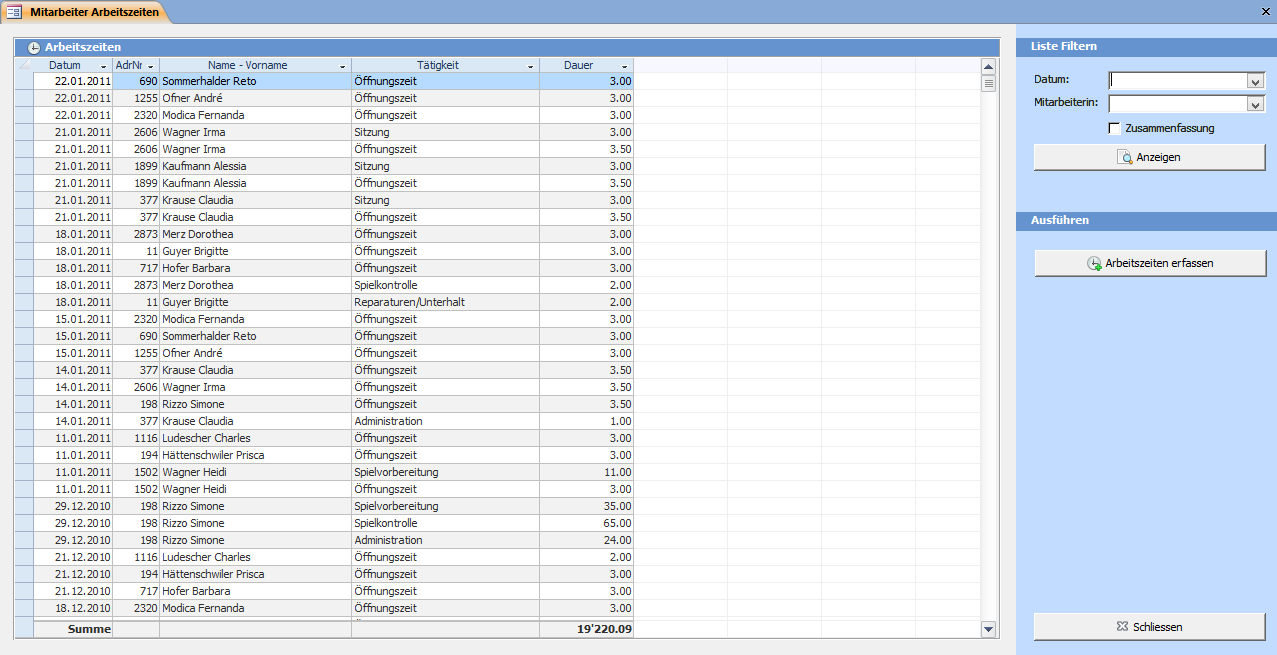 Mitarbeiter Arbeitszeiten
Arbeitszeiten
Datum AdrNr Name - Vorname Tätigkeit Dauer
22.01.2011 690 Sommerhalder Reto Öffnungszeit 3.00
22.01.2011 1255 Ofner André Öffnungszeit 3.00
22.01.2011 2320 Modica Fernanda Öffnungszeit 3.00
21.01.2011 2606 Wagner Irma Sitzung 3.00
21.01.2011 2606 Wagner Irma Öffnungszeit 3.50
21.01.2011 1899 Kaufmann Alessia Sitzung 3.00
21.01.2011 1899 Kaufmann Alessia Öffnungszeit 3.50
21.01.2011 377 Krause Claudia Sitzung 3.00
21.01.2011 377 Krause Claudia Öffnungszeit 3.50
18.01.2011 2873 Merz Dorothea Öffnungszeit 3.00
18.01.2011 11 Guyer Brigitte Öffnungszeit 3.00
18.01.2011 717 Hofer Barbara Öffnungszeit 3.00
18.01.2011 2873 Merz Dorothea Spielkontrolle 2.00
18.01.2011 11 Guyer Brigitte Reparaturen/Unterhalt 2.00
15.01.2011 2320 Modica Fernanda Öffnungszeit 3.00
15.01.2011 690 Sommerhalder Reto Öffnungszeit 3.00
15.01.2011 1255 Ofner André Öffnungszeit 3.00
14.01.2011 377 Krause Claudia Öffnungszeit 3.50
14.01.2011 2606 Wagner Irma Öffnungszeit 3.50
14.01.2011 198 Rizzo Simone Öffnungszeit 3.50
14.01.2011 377 Krause Claudia Administration 1.00
11.01.2011 1116 Ludescher Charles Öffnungszeit 3.00
11.01.2011 194 Hättenschwiler Prisca Öffnungszeit 3.00
11.01.2011 1502 Wagner Heidi Spielvorbereitung 11.00
11.01.2011 1502 Wagner Heidi Öffnungszeit 3.00
29.12.2010 198 Rizzo Simone Spielvorbereitung 35.00
29.12.2010 198 Rizzo Simone Spielkontrolle 65.00
29.12.2010 198 Rizzo Simone Administration 24.00
21.12.2010 1116 Ludescher Charles Öffnungszeit 2.00
21.12.2010 194 Hättenschwiler Prisca Öffnungszeit 3.00
21.12.2010 717 Hofer Barbara Öffnungszeit 3.00
18.12.2010 2320 Modica Fernanda Öffnungszeit 3.00
Summe 19'220.09
Liste Filtern
Datum:
Mitarbeiterin:
Zusammenfassung
Anzeigen
Ausführen
Arbeitszeiten erfassen
Schliessen